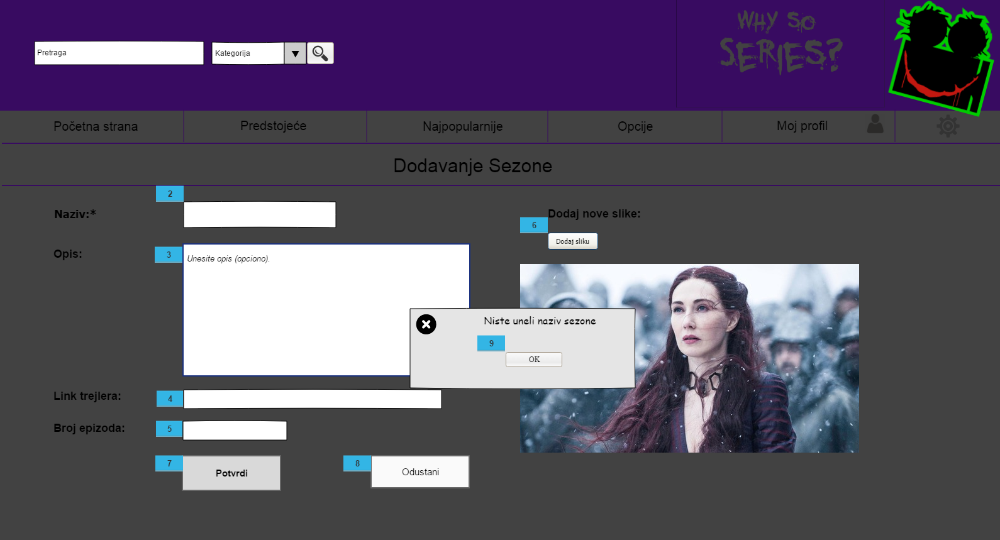 WHY SO
SERIES?
Pretraga
Kategorija
Početna strana
Predstojeće
Najpopularnije
Opcije
Moj profil
Dodavanje Sezone
2
Naziv:*
Dodaj nove slike:
6
Dodaj sliku
Opis:
3
Unesite opis (opciono).
Niste uneli naziv sezone
9
OK
Link trejlera:
4
Broj epizoda:
5
7
Potvrdi
8
Odustani